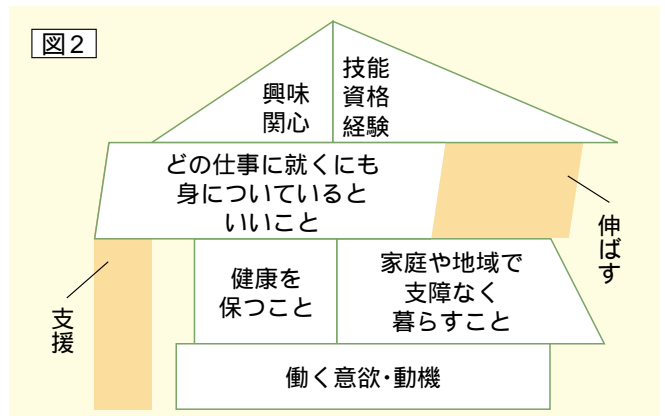 図2
興味
関心
技能
資格
経験
どの仕事に就くにも
身についていると
いいこと
伸ばす
健康を
保つこと
家庭や地域で
支障なく
暮らすこと
支援
働く意欲・動機